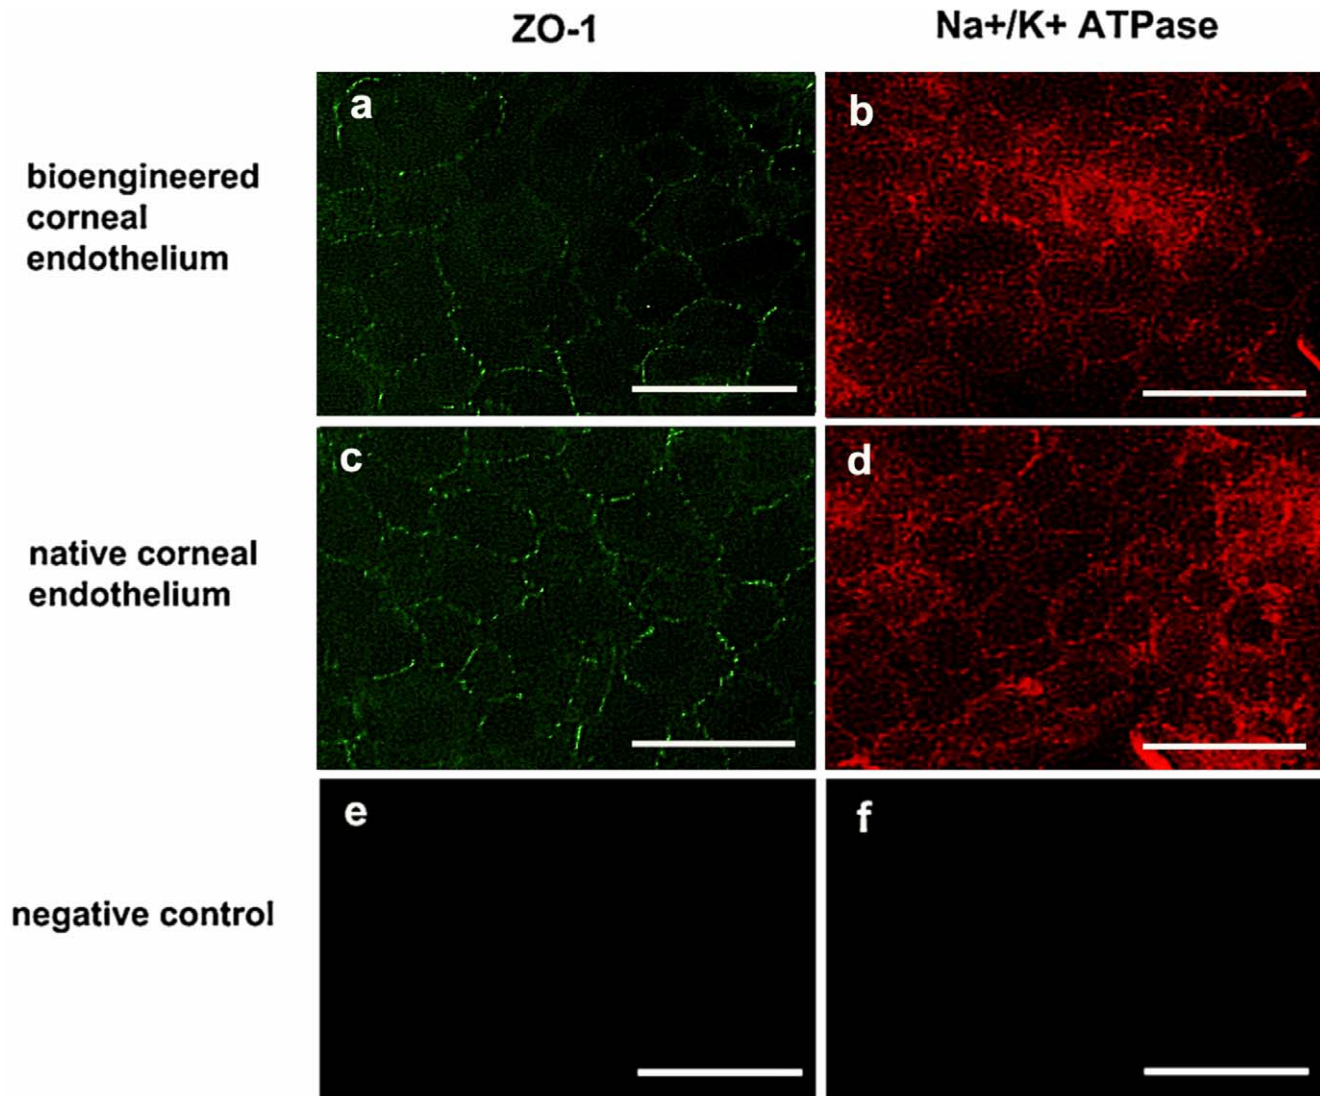 ZO-1
Na+/K+ ATPase
a
b
bioengineered
corneal
endothelium
c
d
native corneal
endothelium
e
f
negative control